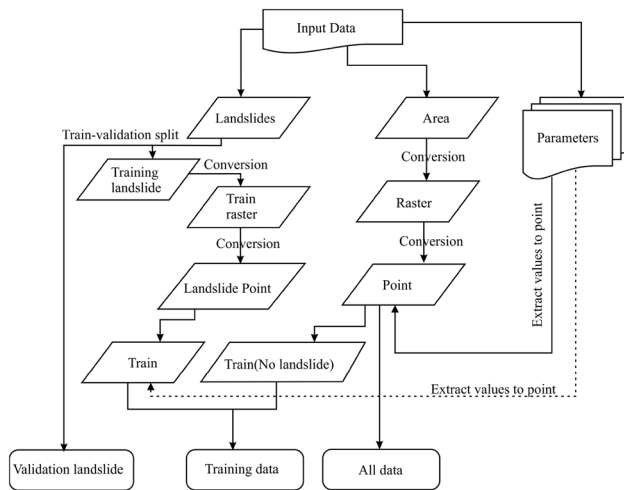 Input Data
Landslides
Area
Parameters
Train-validation split
Training
landslide
Conversion
Conversion
Train
raster
Raster
Conversion
Conversion
Landslide Point
Point
Extract values to point
Train
Train(No landslide)
Extract values to point
Validation landslide
Training data
All data